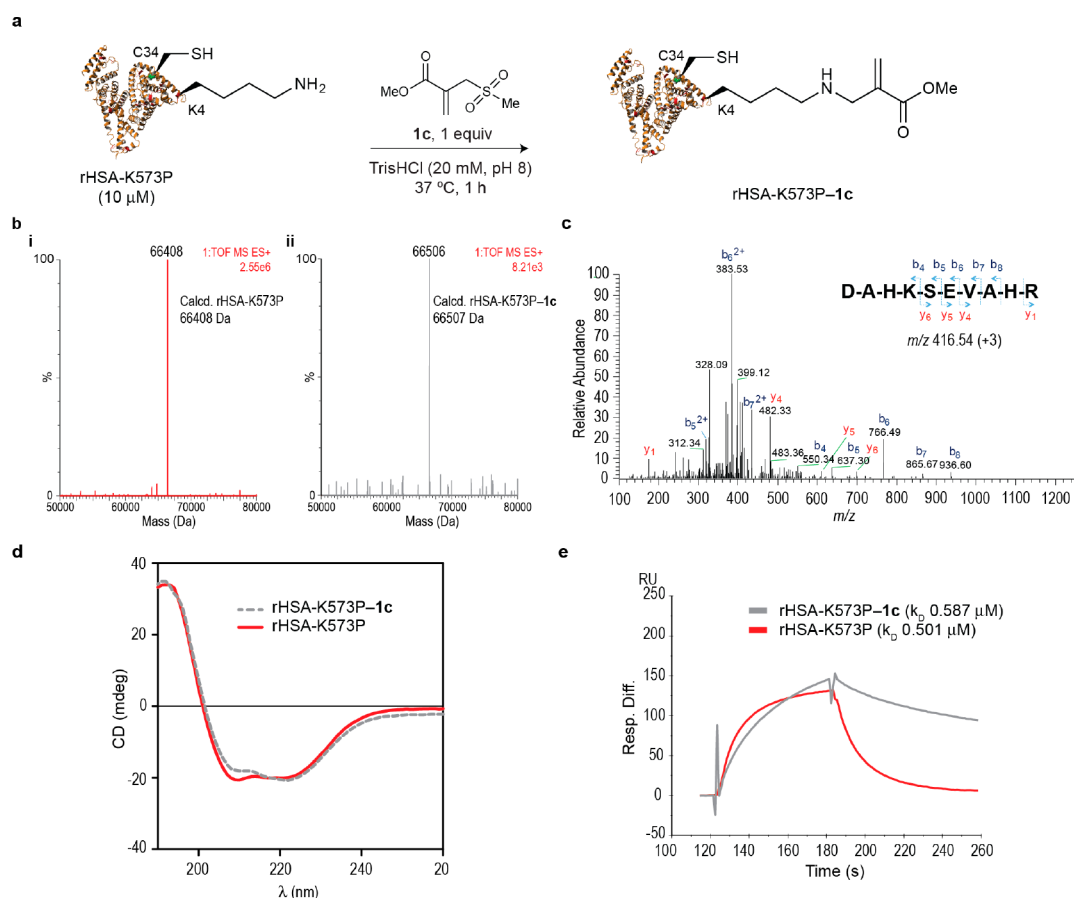 a
C34
SH
NH2
K4
rHSA-K573P
(10 μM)
MeO
O
O
S
O
Me
1c, 1 equiv
TrisHCl (20 mM, pH 8)
37 ºC, 1 h
C34
SH
H
N
K4
OMe
O
rHSA-K573P–1c
b
i
66408
1:TOF MS ES+
2.55e6
Calcd. rHSA-K573P
66408 Da
100
%
0
50000 60000 70000 80000
Mass (Da)
ii
66506
1:TOF MS ES+
8.21e3
Calcd. rHSA-K573P–1c
66507 Da
100
%
0
50000 60000 70000 80000
Mass (Da)
c
b6 2+
383.53
b4 b5 b6 b7 b8
D-A-H-K-S-E-V-A-H-R
y6 y5 y4 y1
m/z 416.54 (+3)
328.09
399.12
b7 2+
y4
482.33
b5 2+
y1
312.34
483.36
b4
550.34
y5
b5
637.30
y6
b6
766.49
b7
865.67
b8
936.60
100
90
80
70
60
50
40
30
20
10
0
Relative Abundance
100 200 300 400 500 600 700 800 900 1000 1100 1200
m/z
d
40
20
0
-20
-40
CD (mdeg)
rHSA-K573P–1c
rHSA-K573P
200 220 240 20
λ (nm)
e
RU
250
200
150
100
50
0
-50
Resp. Diff.
rHSA-K573P–1c (kD 0.587 μM)
rHSA-K573P (kD 0.501 μM)
100 120 140 160 180 200 220 240 260
Time (s)